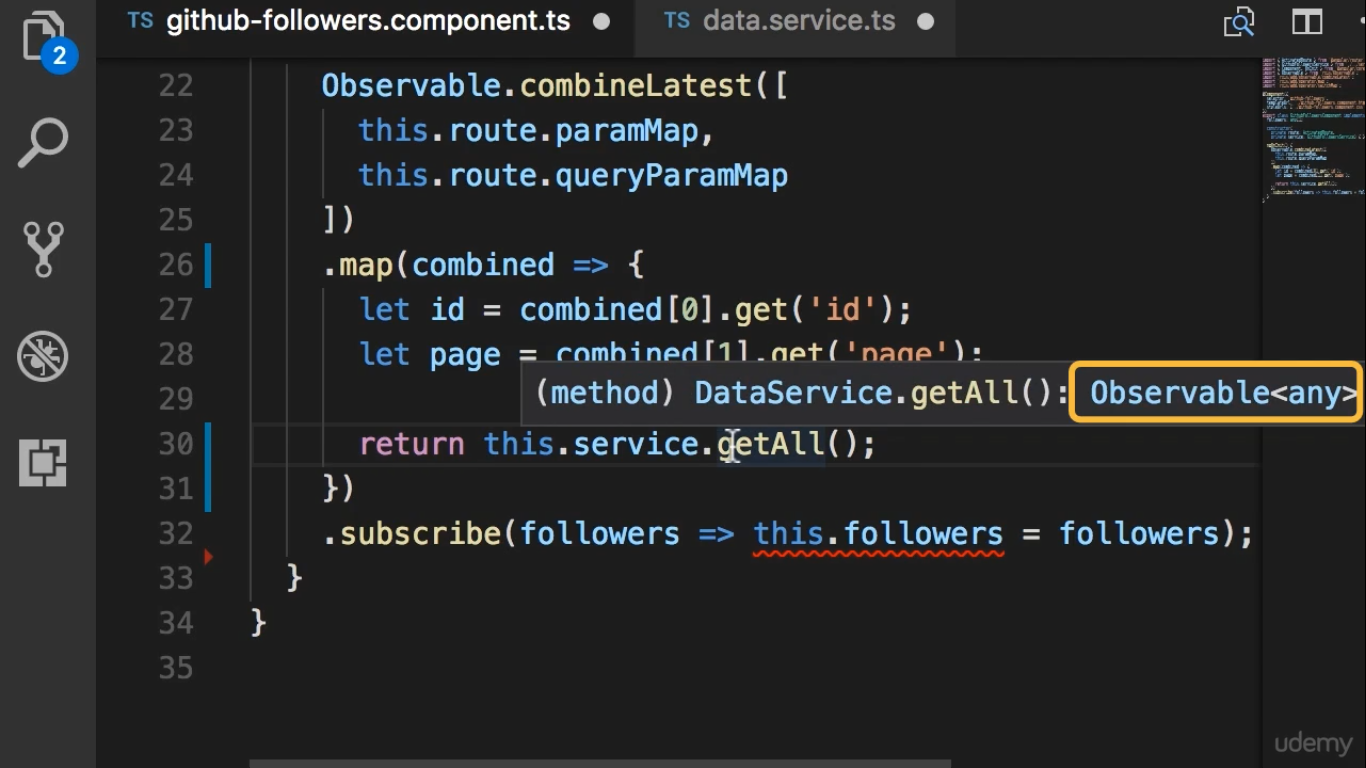 TS github-followers.component.ts ● TS data.service.ts ●
2
22 Observable.combineLatest([
23 this.route.paramMap,
24 this.route.queryParamMap
25 ])
26 .map(combined => {
27 let id = combined[0].get('id');
28 let page = combined[1].get('page');
29 (method) DataService.getAll(): Observable<any>
30 return this.service.getAll();
31 })
32 .subscribe(followers => this.followers = followers);
33 }
34 }
35
udemy